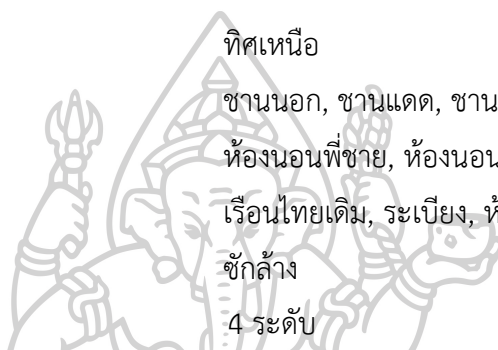 ทิศเหนือ
ชานนอก, ชานแดด, ชาน
ห้องนอนพี่ชาย, ห้องนอน
เรือนไทยเดิม, ระเบียง, ห้
ซักล้าง
4 ระดับ